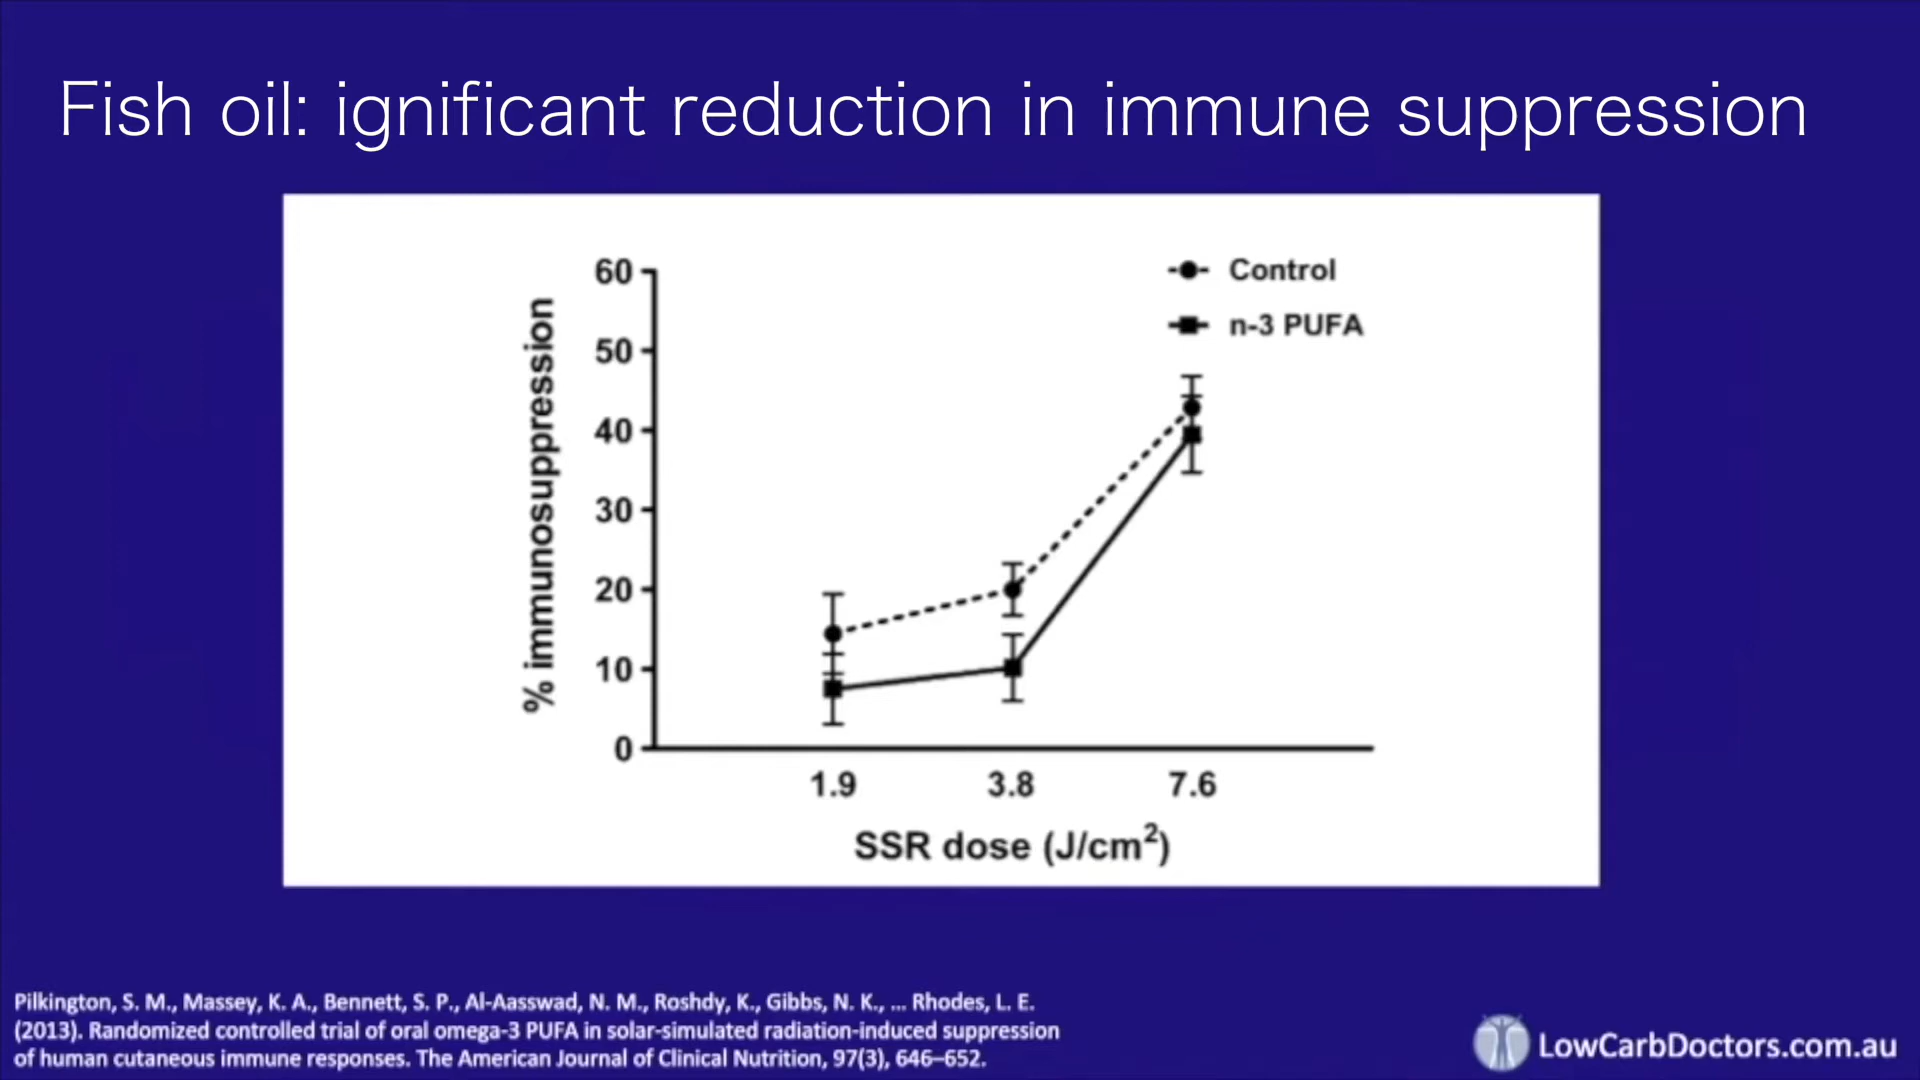 Fish oil: ignificant reduction in immune suppression
Control
n-3 PUFA
% immunosuppression
60
50
40
30
20
10
0
1.9 3.8 7.6
SSR dose (J/cm²)
Pilkington, S. M., Massey, K. A., Bennett, S. P., Al-Aasswad, N. M., Roshdy, K., Gibbs, N. K., ... Rhodes, L. E.
(2013). Randomized controlled trial of oral omega-3 PUFA in solar-simulated radiation-induced suppression
of human cutaneous immune responses. The American Journal of Clinical Nutrition, 97(3), 646–652.
LowCarbDoctors.com.au